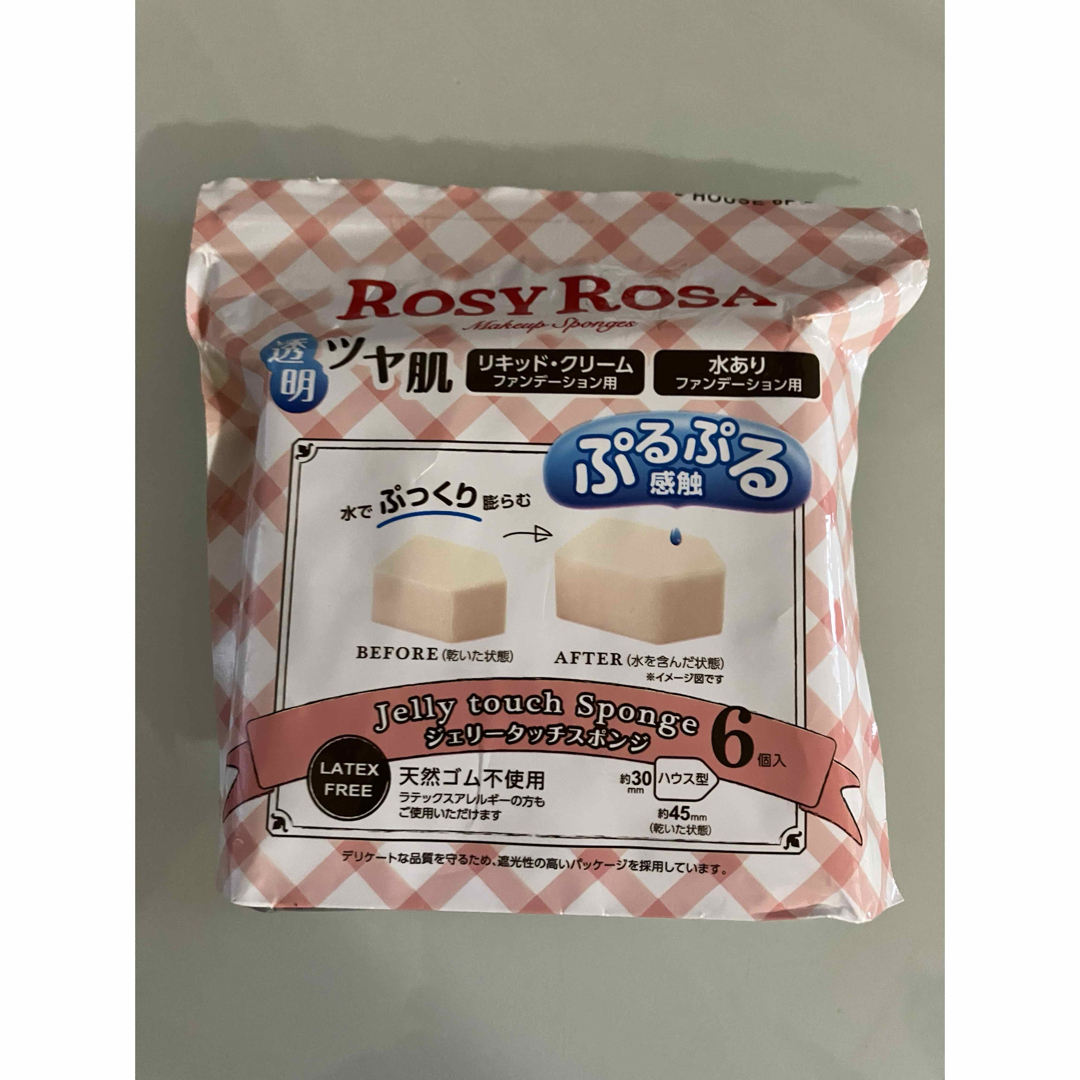 HOUSE 6P
ROSY ROSA
Makeup Sponges
透明
ツヤ肌
リキッド・クリーム
ファンデーション用
水あり
ファンデーション用
ぷるぷる
感触
水でぷっくり膨らむ
BEFORE(乾いた状態)
AFTER(水を含んだ状態)
※イメージ図です
Jelly touch Sponge
ジェリータッチスポンジ
6個入
LATEX
FREE
天然ゴム不使用
ラテックスアレルギーの方も
ご使用いただけます
約30
mm
ハウス型
約45mm
(乾いた状態)
デリケートな品質を守るため、遮光性の高いパッケージを採用しています。